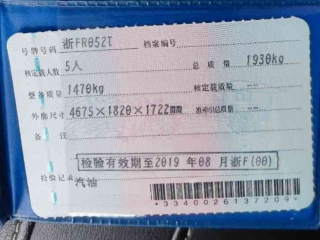 号牌号码 浙FR052L 档案编号
核定载人数 5人 总质量 1930kg
整备质量 1470kg 核定载质量 --
外廓尺寸 4675×1820×1722mm 准牵引总质量 --
备注
检验有效期至2019年08月浙F(00)
检验记录 汽油
*3340026137209*